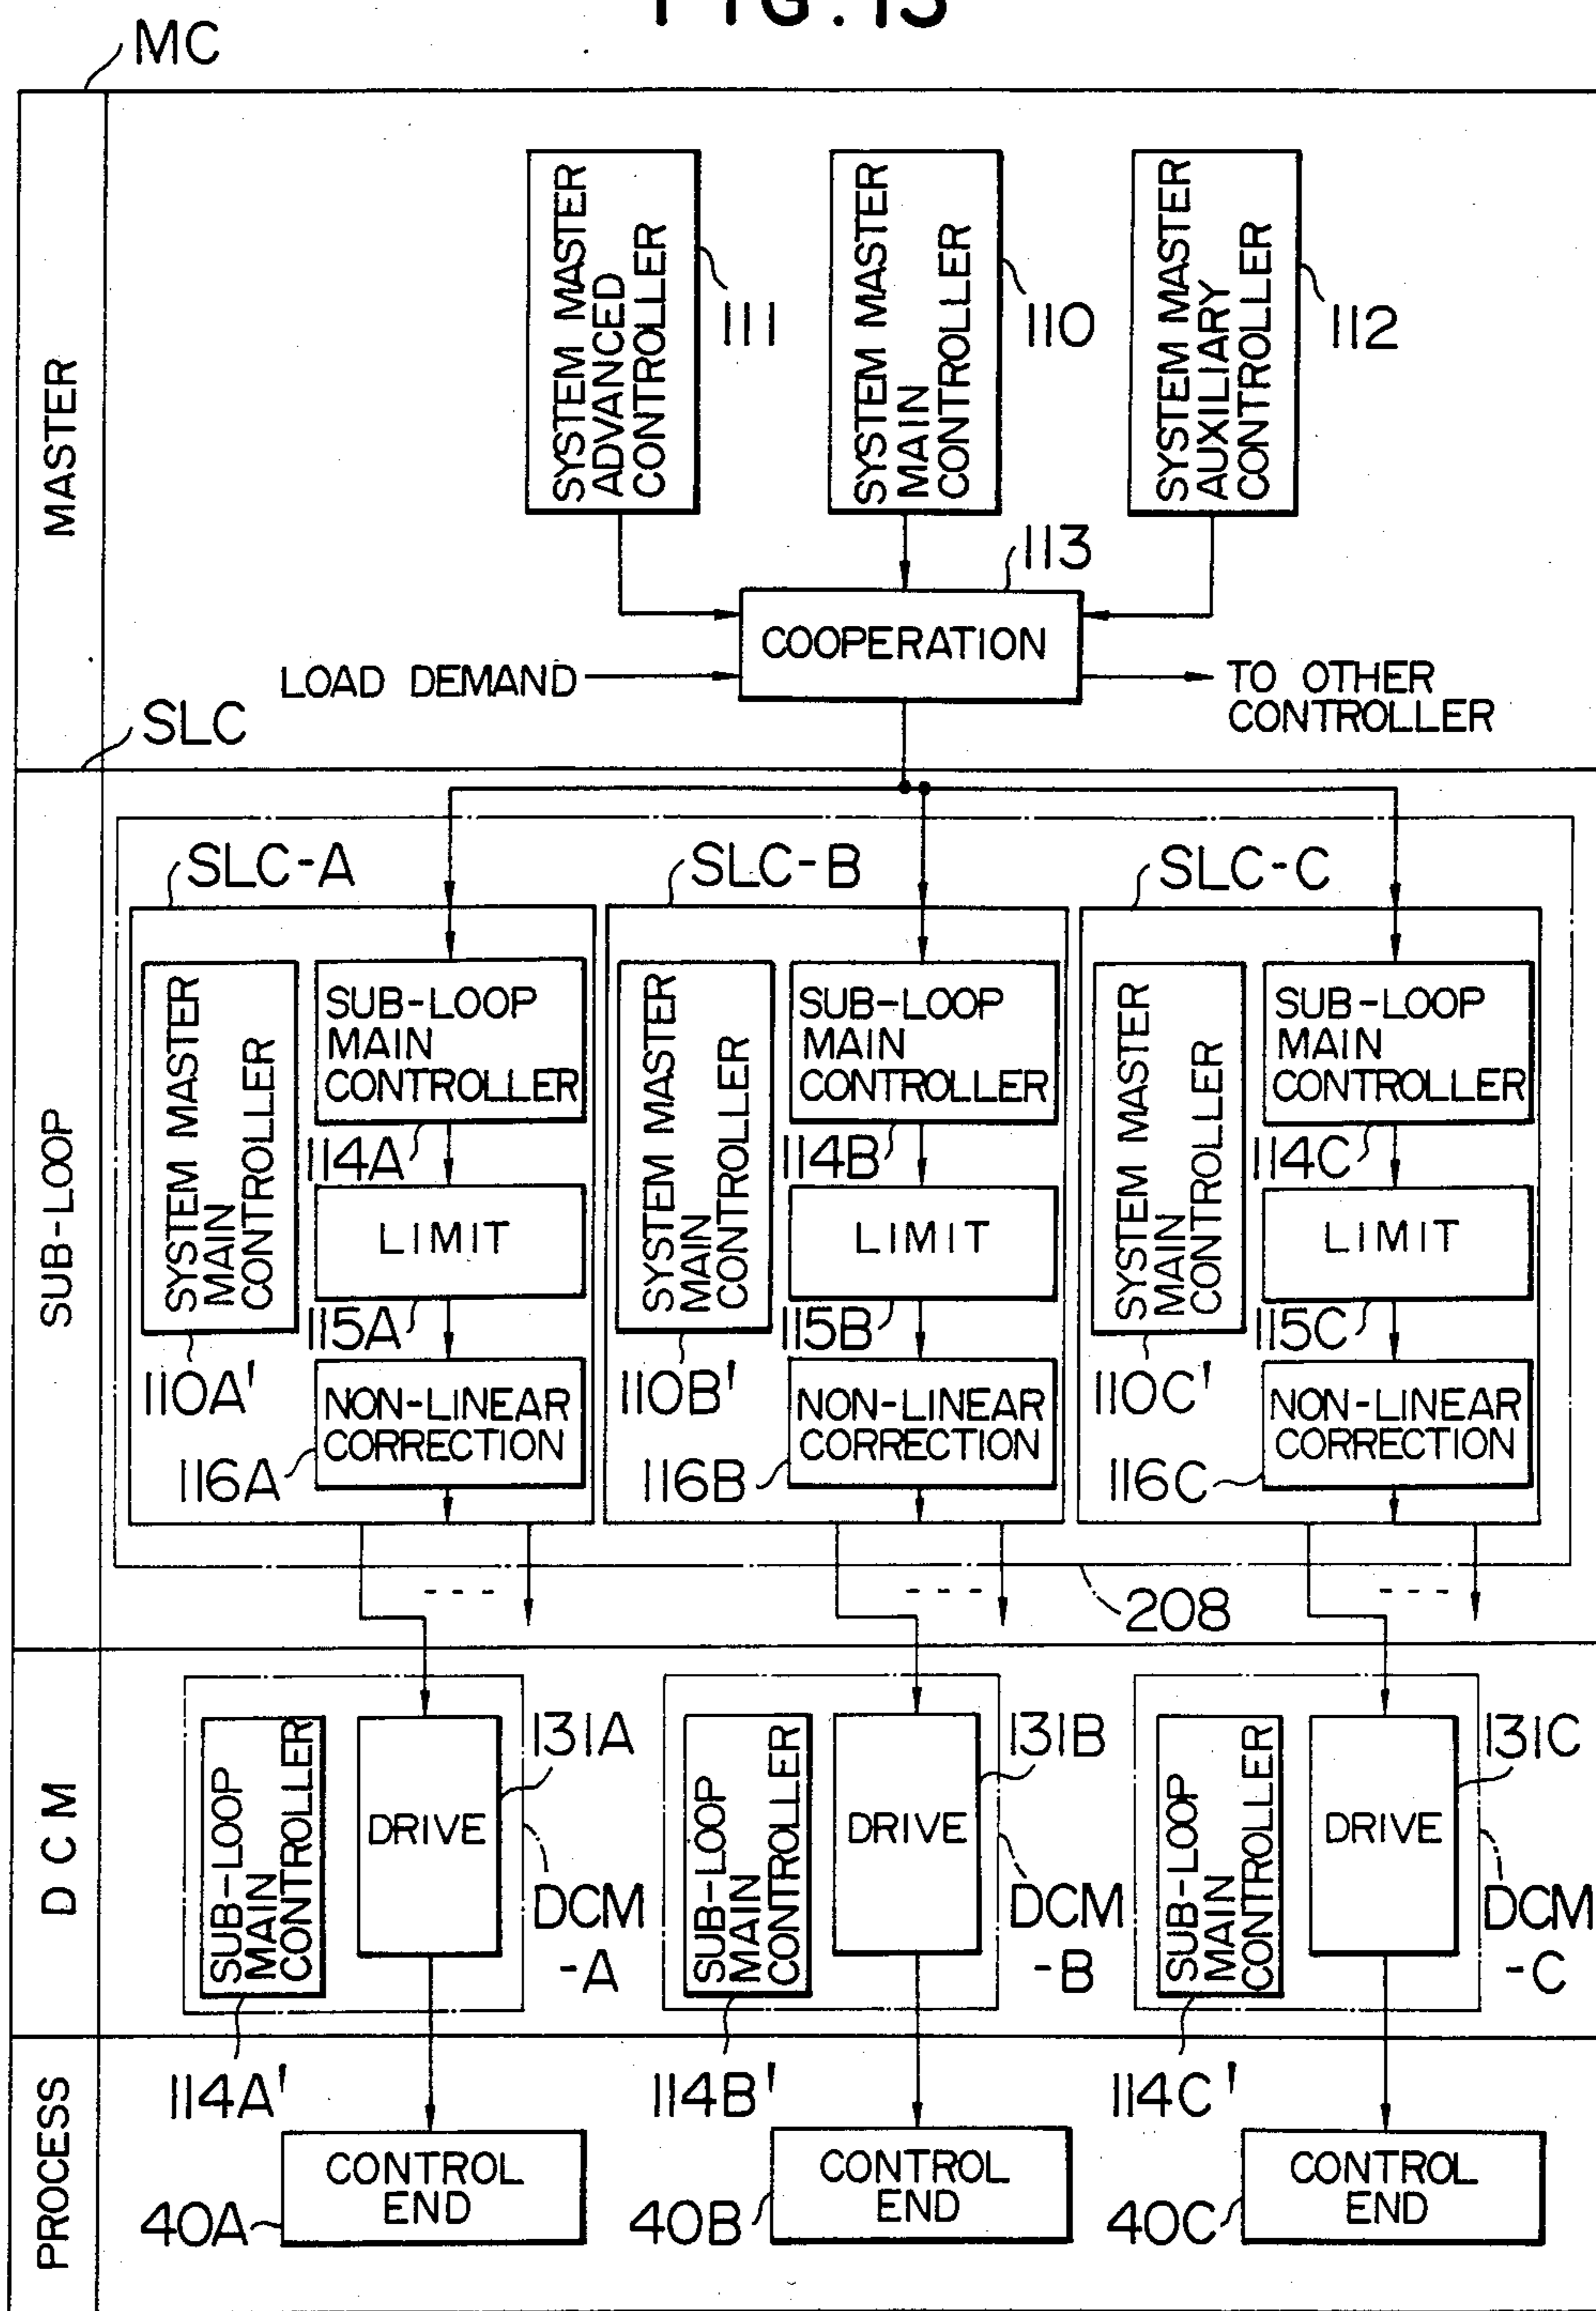 FIG. 13
MC
MASTER
SYSTEM MASTER
ADVANCED
CONTROLLER
111
SYSTEM MASTER
MAIN
CONTROLLER
110
SYSTEM MASTER
AUXILIARY
CONTROLLER
112
113
COOPERATION
LOAD DEMAND
TO OTHER
CONTROLLER
SLC
SUB-LOOP
SLC-A
SYSTEM MASTER
MAIN
CONTROLLER
110A'
SUB-LOOP
MAIN
CONTROLLER
114A
LIMIT
115A
NON-LINEAR
CORRECTION
116A
SLC-B
SYSTEM MASTER
MAIN
CONTROLLER
110B'
SUB-LOOP
MAIN
CONTROLLER
114B
LIMIT
115B
NON-LINEAR
CORRECTION
116B
SLC-C
SYSTEM MASTER
MAIN
CONTROLLER
110C'
SUB-LOOP
MAIN
CONTROLLER
114C
LIMIT
115C
NON-LINEAR
CORRECTION
116C
208
DCM
SUB-LOOP
MAIN
CONTROLLER
114A'
DRIVE
131A
DCM
-A
SUB-LOOP
MAIN
CONTROLLER
114B'
DRIVE
131B
DCM
-B
SUB-LOOP
MAIN
CONTROLLER
114C'
DRIVE
131C
DCM
-C
PROCESS
CONTROL
END
40A
CONTROL
END
40B
CONTROL
END
40C